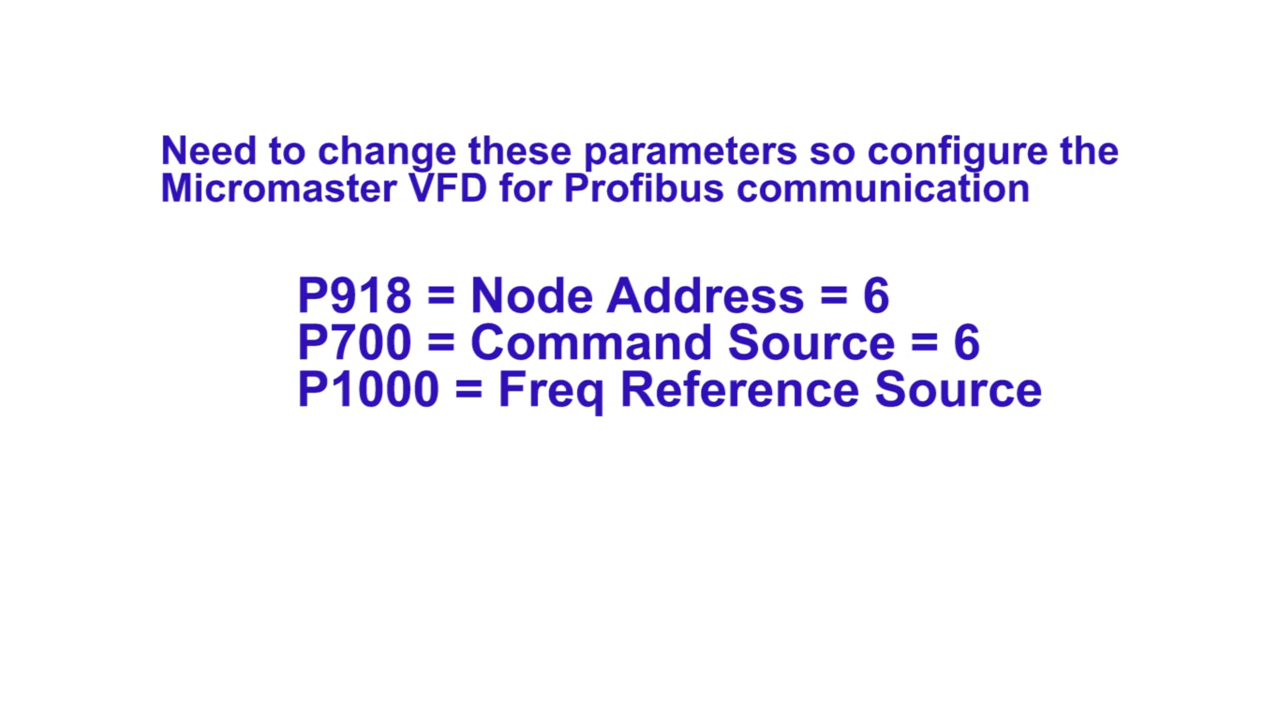 Need to change these parameters so configure the
Micromaster VFD for Profibus communication
P918 = Node Address = 6
P700 = Command Source = 6
P1000 = Freq Reference Source